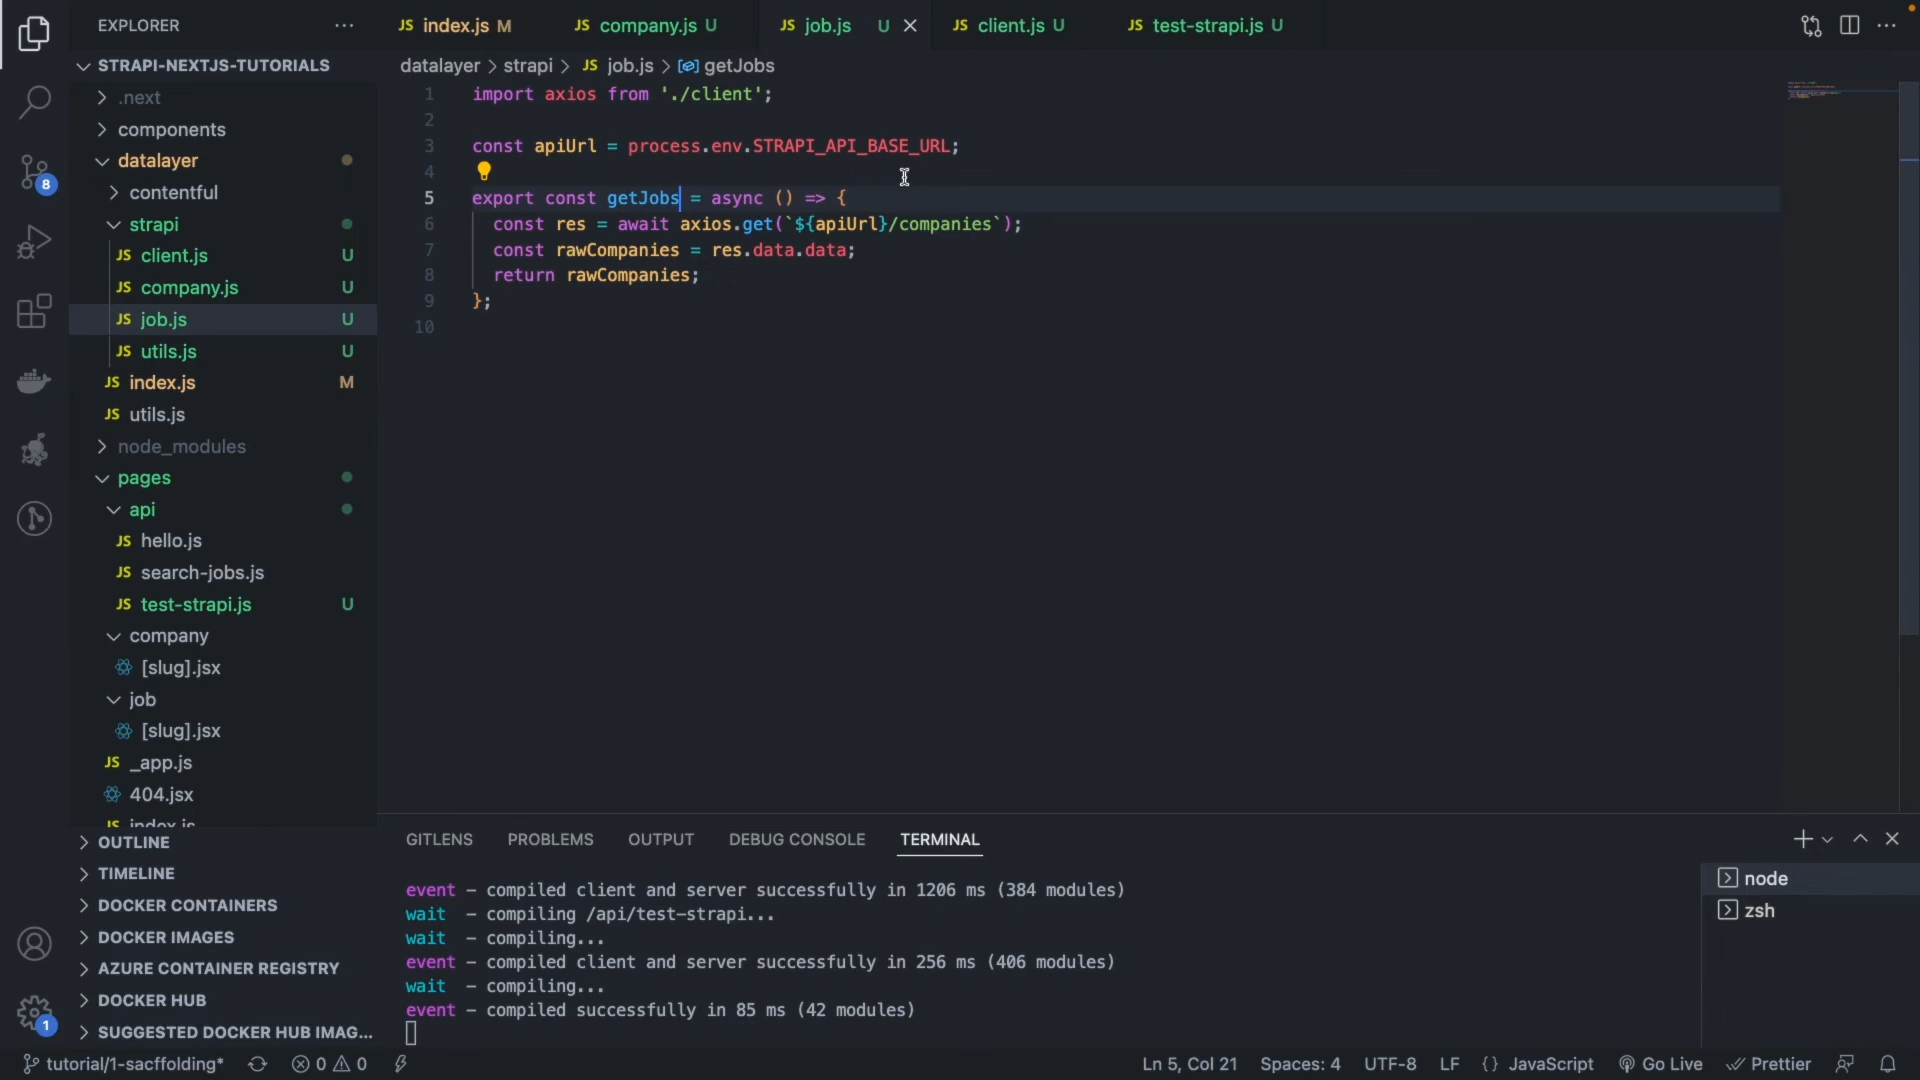 EXPLORER
STRAPI-NEXTJS-TUTORIALS
.next
components
datalayer
contentful
strapi
JS client.js U
JS company.js U
JS job.js U
JS utils.js U
JS index.js M
JS utils.js
node_modules
pages
api
JS hello.js
JS search-jobs.js
JS test-strapi.js U
company
[slug].jsx
job
[slug].jsx
JS _app.js
404.jsx
JS index.js
OUTLINE
TIMELINE
DOCKER CONTAINERS
DOCKER IMAGES
AZURE CONTAINER REGISTRY
DOCKER HUB
SUGGESTED DOCKER HUB IMAG...
8
1
JS index.js M JS company.js U JS job.js U JS client.js U JS test-strapi.js U
datalayer > strapi > JS job.js > getJobs
1 import axios from './client';
2
3 const apiUrl = process.env.STRAPI_API_BASE_URL;
4
5 export const getJobs = async () => {
6 const res = await axios.get(`${apiUrl}/companies`);
7 const rawCompanies = res.data.data;
8 return rawCompanies;
9 };
10
GITLENS PROBLEMS OUTPUT DEBUG CONSOLE TERMINAL
event - compiled client and server successfully in 1206 ms (384 modules)
wait - compiling /api/test-strapi...
wait - compiling...
event - compiled client and server successfully in 256 ms (406 modules)
wait - compiling...
event - compiled successfully in 85 ms (42 modules)
node
zsh
tutorial/1-sacffolding* 0 0 Ln 5, Col 21 Spaces: 4 UTF-8 LF {} JavaScript Go Live Prettier